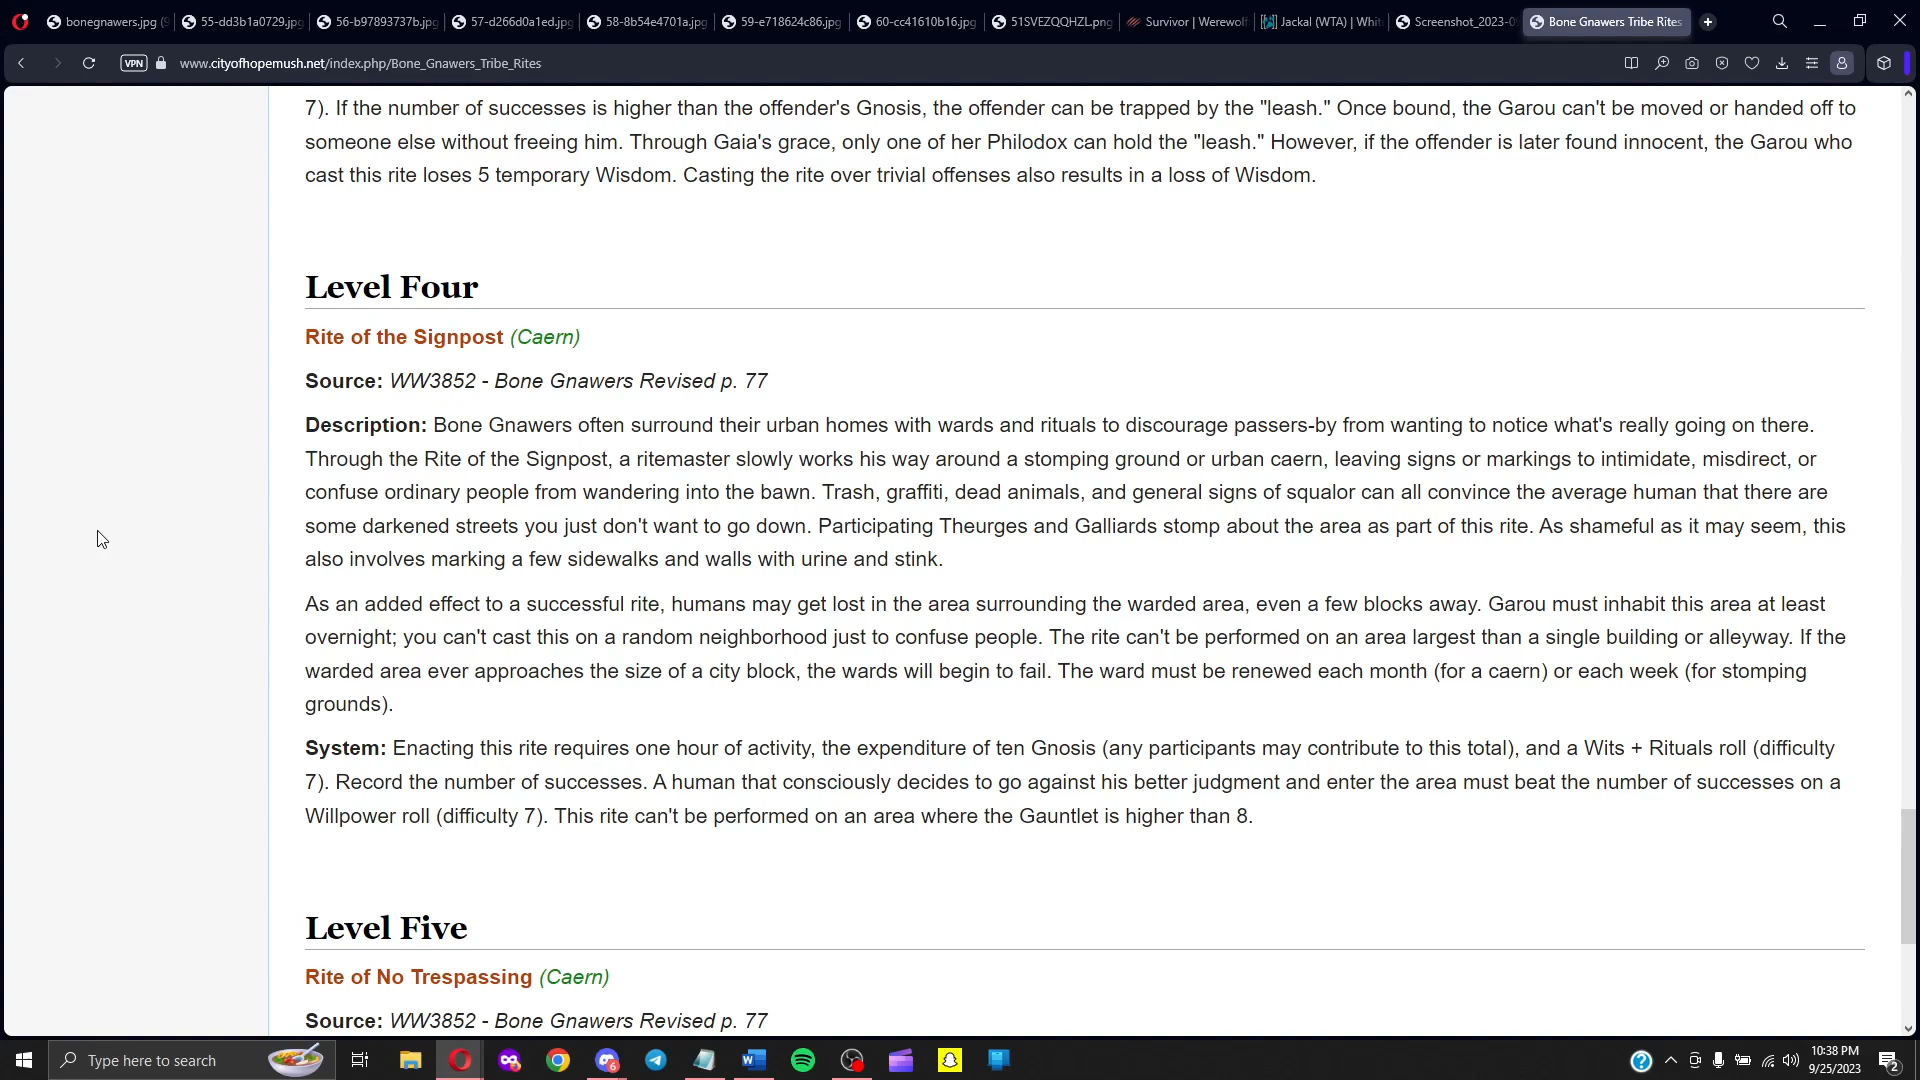 bonegnawers.jpg (9
55-dd3b1a0729.jpg
56-b97893737b.jpg
57-d266d0a1ed.jpg
58-8b54e4701a.jpg
59-e718624c86.jpg
60-cc41610b16.jpg
51SVEZQQHZL.png
Survivor | Werewolf
Jackal (WTA) | Whit
Screenshot_2023-09
Bone Gnawers Tribe Rites
VPN
www.cityofhopemush.net/index.php/Bone_Gnawers_Tribe_Rites
7). If the number of successes is higher than the offender's Gnosis, the offender can be trapped by the "leash." Once bound, the Garou can't be moved or handed off to
someone else without freeing him. Through Gaia's grace, only one of her Philodox can hold the "leash." However, if the offender is later found innocent, the Garou who
cast this rite loses 5 temporary Wisdom. Casting the rite over trivial offenses also results in a loss of Wisdom.
Level Four
Rite of the Signpost (Caern)
Source: WW3852 - Bone Gnawers Revised p. 77
Description: Bone Gnawers often surround their urban homes with wards and rituals to discourage passers-by from wanting to notice what's really going on there.
Through the Rite of the Signpost, a ritemaster slowly works his way around a stomping ground or urban caern, leaving signs or markings to intimidate, misdirect, or
confuse ordinary people from wandering into the bawn. Trash, graffiti, dead animals, and general signs of squalor can all convince the average human that there are
some darkened streets you just don't want to go down. Participating Theurges and Galliards stomp about the area as part of this rite. As shameful as it may seem, this
also involves marking a few sidewalks and walls with urine and stink.
As an added effect to a successful rite, humans may get lost in the area surrounding the warded area, even a few blocks away. Garou must inhabit this area at least
overnight; you can't cast this on a random neighborhood just to confuse people. The rite can't be performed on an area largest than a single building or alleyway. If the
warded area ever approaches the size of a city block, the wards will begin to fail. The ward must be renewed each month (for a caern) or each week (for stomping
grounds).
System: Enacting this rite requires one hour of activity, the expenditure of ten Gnosis (any participants may contribute to this total), and a Wits + Rituals roll (difficulty
7). Record the number of successes. A human that consciously decides to go against his better judgment and enter the area must beat the number of successes on a
Willpower roll (difficulty 7). This rite can't be performed on an area where the Gauntlet is higher than 8.
Level Five
Rite of No Trespassing (Caern)
Source: WW3852 - Bone Gnawers Revised p. 77
Type here to search
6
10:38 PM
9/25/2023
2